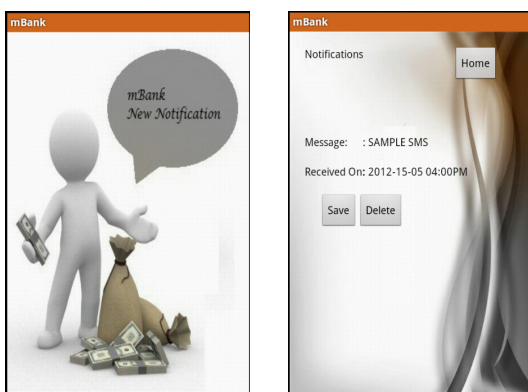 mBank
mBank
New Notification
mBank
Notifications
Home
Message: : SAMPLE SMS
Received On: 2012-15-05 04:00PM
Save
Delete